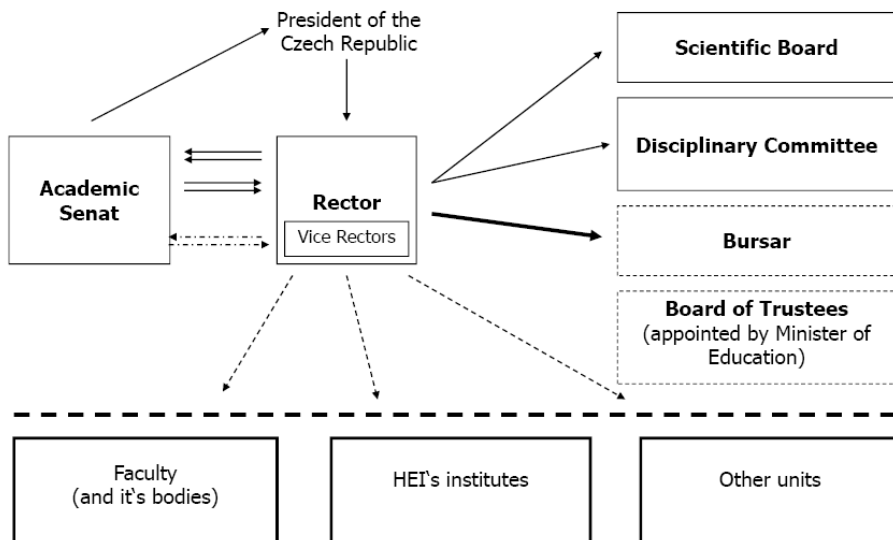 President of the
Czech Republic
Scientific Board
Disciplinary Committee
Academic
Senat
Rector
Vice Rectors
Bursar
Board of Trustees
(appointed by Minister of
Education)
Faculty
(and it's bodies)
HEI's institutes
Other units